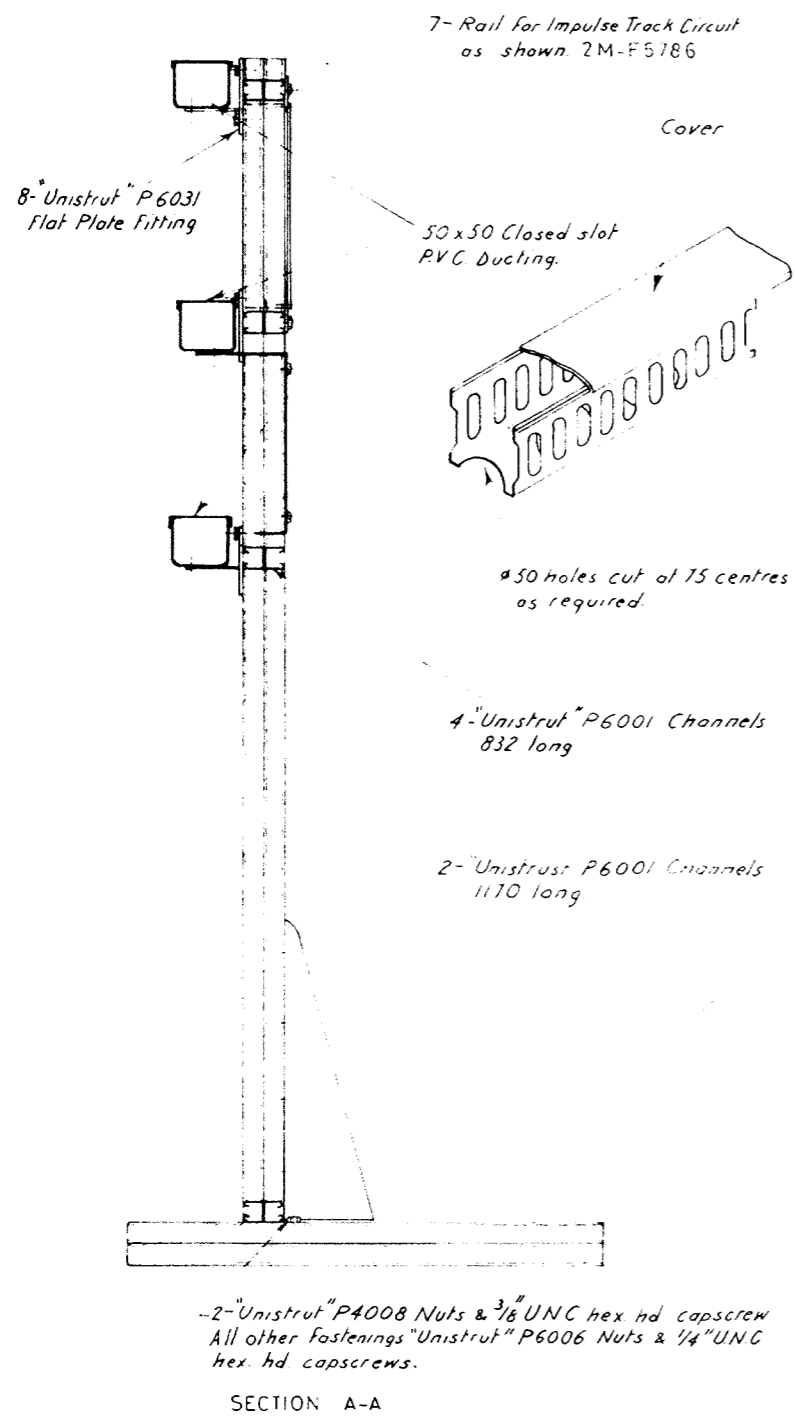 7- Rail for Impulse Track Circuit
as shown. 2M-F5786
Cover
8-"Unistrut" P6031
Flat Plate Fitting
50 x 50 Closed slot
P.V.C. Ducting.
ø50 holes cut at 75 centres
as required.
4-"Unistrut" P6001 Channels
832 long
2-"Unistrust P6001 Channels
1170 long
2-"Unistrut" P4008 Nuts & 3/8" UNC hex. hd capscrew
All other fastenings "Unistrut" P6006 Nuts & 1/4" U.N.C
hex. hd. capscrews.
SECTION A-A